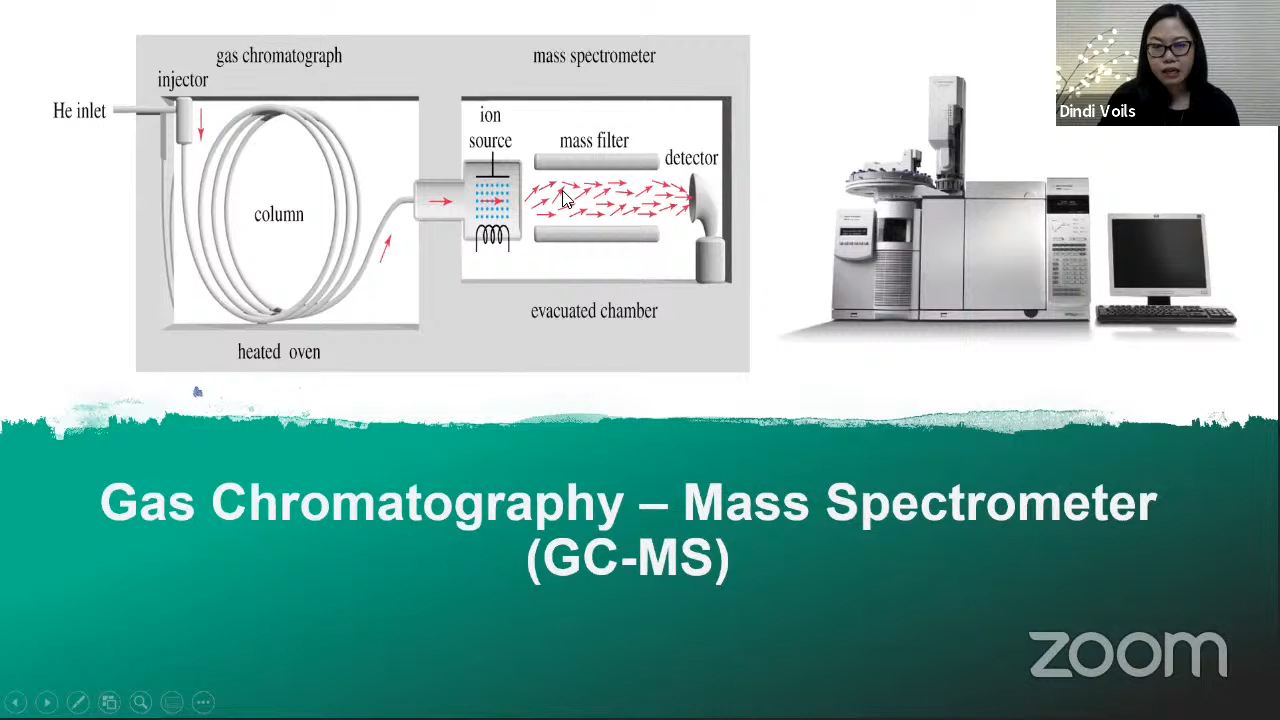 gas chromatograph
mass spectrometer
injector
He inlet
ion
source
mass filter
detector
column
evacuated chamber
heated oven
Dindi Voils
Gas Chromatography – Mass Spectrometer
(GC-MS)
zoom